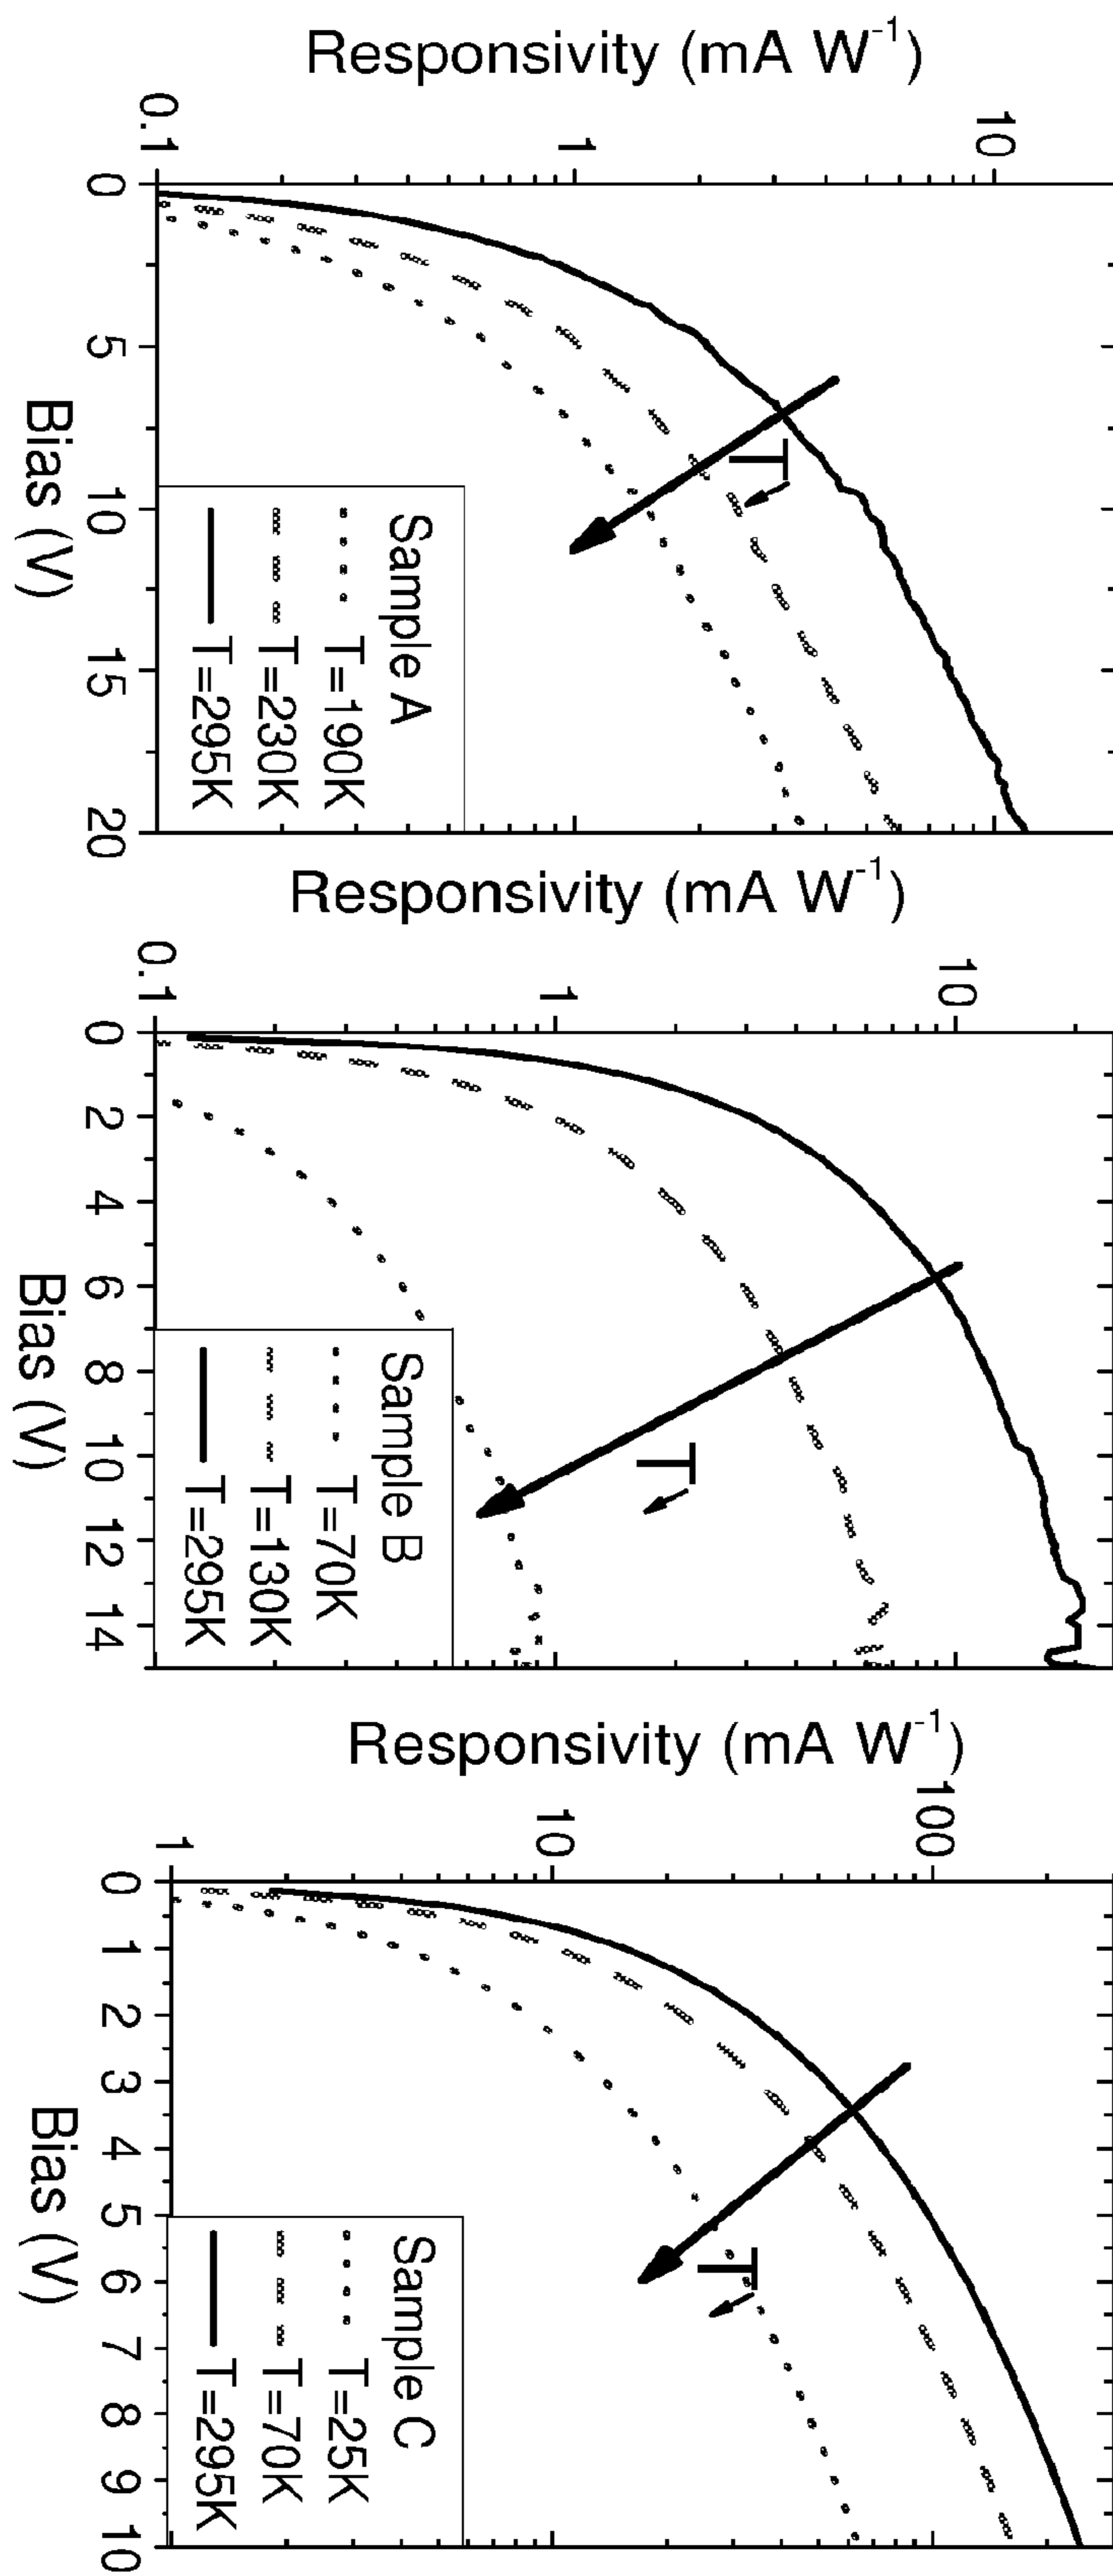 Responsivity (mA W⁻¹)
10
1
0.1
0 5 10 15 20
Bias (V)
T
Sample A
T=190K
T=230K
T=295K
Responsivity (mA W⁻¹)
10
1
0.1
0 2 4 6 8 10 12 14
Bias (V)
T
Sample B
T=70K
T=130K
T=295K
Responsivity (mA W⁻¹)
100
10
1
0 1 2 3 4 5 6 7 8 9 10
Bias (V)
T
Sample C
T=25K
T=70K
T=295K